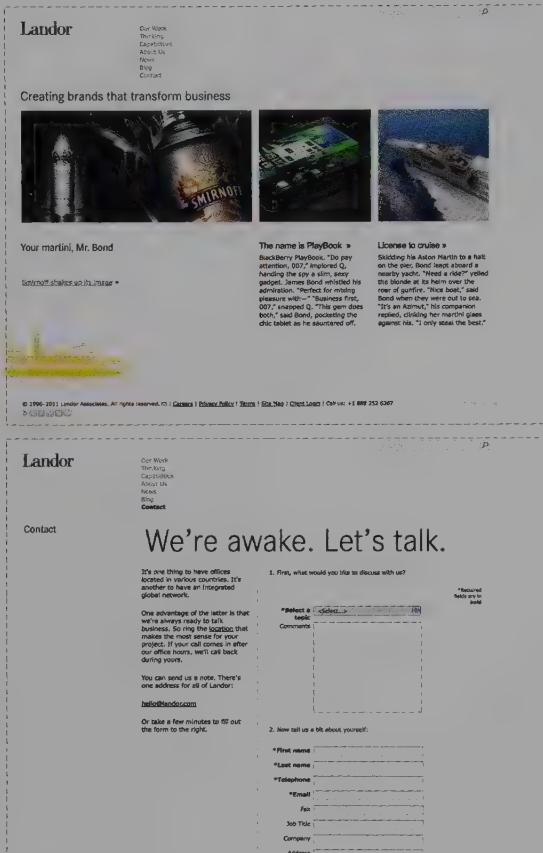 Landor
Our Work
Thinking
Capabilities
About Us
News
Blog
Contact
Creating brands that transform business
SMIRNOFF
Your martini, Mr. Bond
Smirnoff shakes up its image »
The name is PlayBook »
BlackBerry PlayBook. "Do pay
attention, 007," implored Q,
handing the spy a slim, sexy
gadget. James Bond whistled his
admiration. "Perfect for mixing
pleasure with—" "Business first,
007," snapped Q. "This gem does
both," said Bond, pocketing the
chic tablet as he sauntered off.
License to cruise »
Skidding his Aston Martin to a halt
on the pier, Bond leapt aboard a
nearby yacht. "Need a ride?" yelled
the blonde at its helm over the
roar of gunfire. "Nice boat," said
Bond when they were out to sea.
"It's an Azimut," his companion
replied, clinking her martini glass
against his. "I only steal the best."
© 1996-2011 Landor Associates. All rights reserved. | Careers | Privacy Policy | Terms | Site Map | Client Login | Call us: +1 888 252 6367
Landor
Our Work
Thinking
Capabilities
About Us
News
Blog
Contact
Contact
We're awake. Let's talk.
It's one thing to have offices
located in various countries. It's
another to have an integrated
global network.
One advantage of the latter is that
we're always ready to talk
business. So ring the location that
makes the most sense for your
project. If your call comes in after
our office hours, we'll call back
during yours.
You can send us a note. There's
one address for all of Landor:
hello@landor.com
Or take a few minutes to fill out
the form to the right.
1. First, what would you like to discuss with us?
*Required
fields are in
bold
*Select a
topic
<Select...>
Comments
2. Now tell us a bit about yourself:
*First name
*Last name
*Telephone
*Email
Fax
Job Title
Company
Address